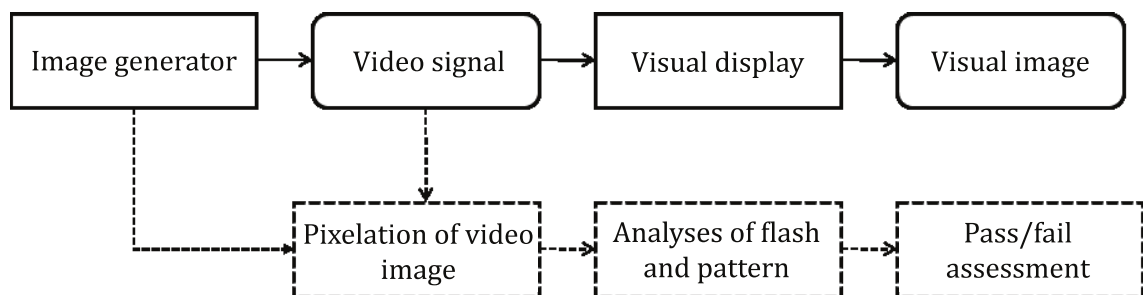 Image generator
Video signal
Visual display
Visual image
Pixelation of video
image
Analyses of flash
and pattern
Pass/fail
assessment